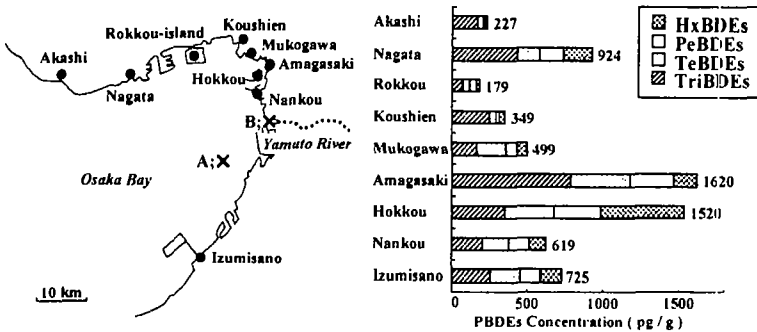 Koushien
Rokkou-island
Mukogawa
Akashi
Amagasaki
Hokkou
Nagata
Nankou
B;
Yamuto River
A;
Osaka Bay
Izumisano
10 km
HxBDEs
PeBDEs
TeBDEs
TriBDEs
Akashi 227
Nagata 924
Rokkou 179
Koushien 349
Mukogawa 499
Amagasaki 1620
Hokkou 1520
Nankou 619
Izumisano 725
0 500 1000 1500
PBDEs Concentration ( pg / g )